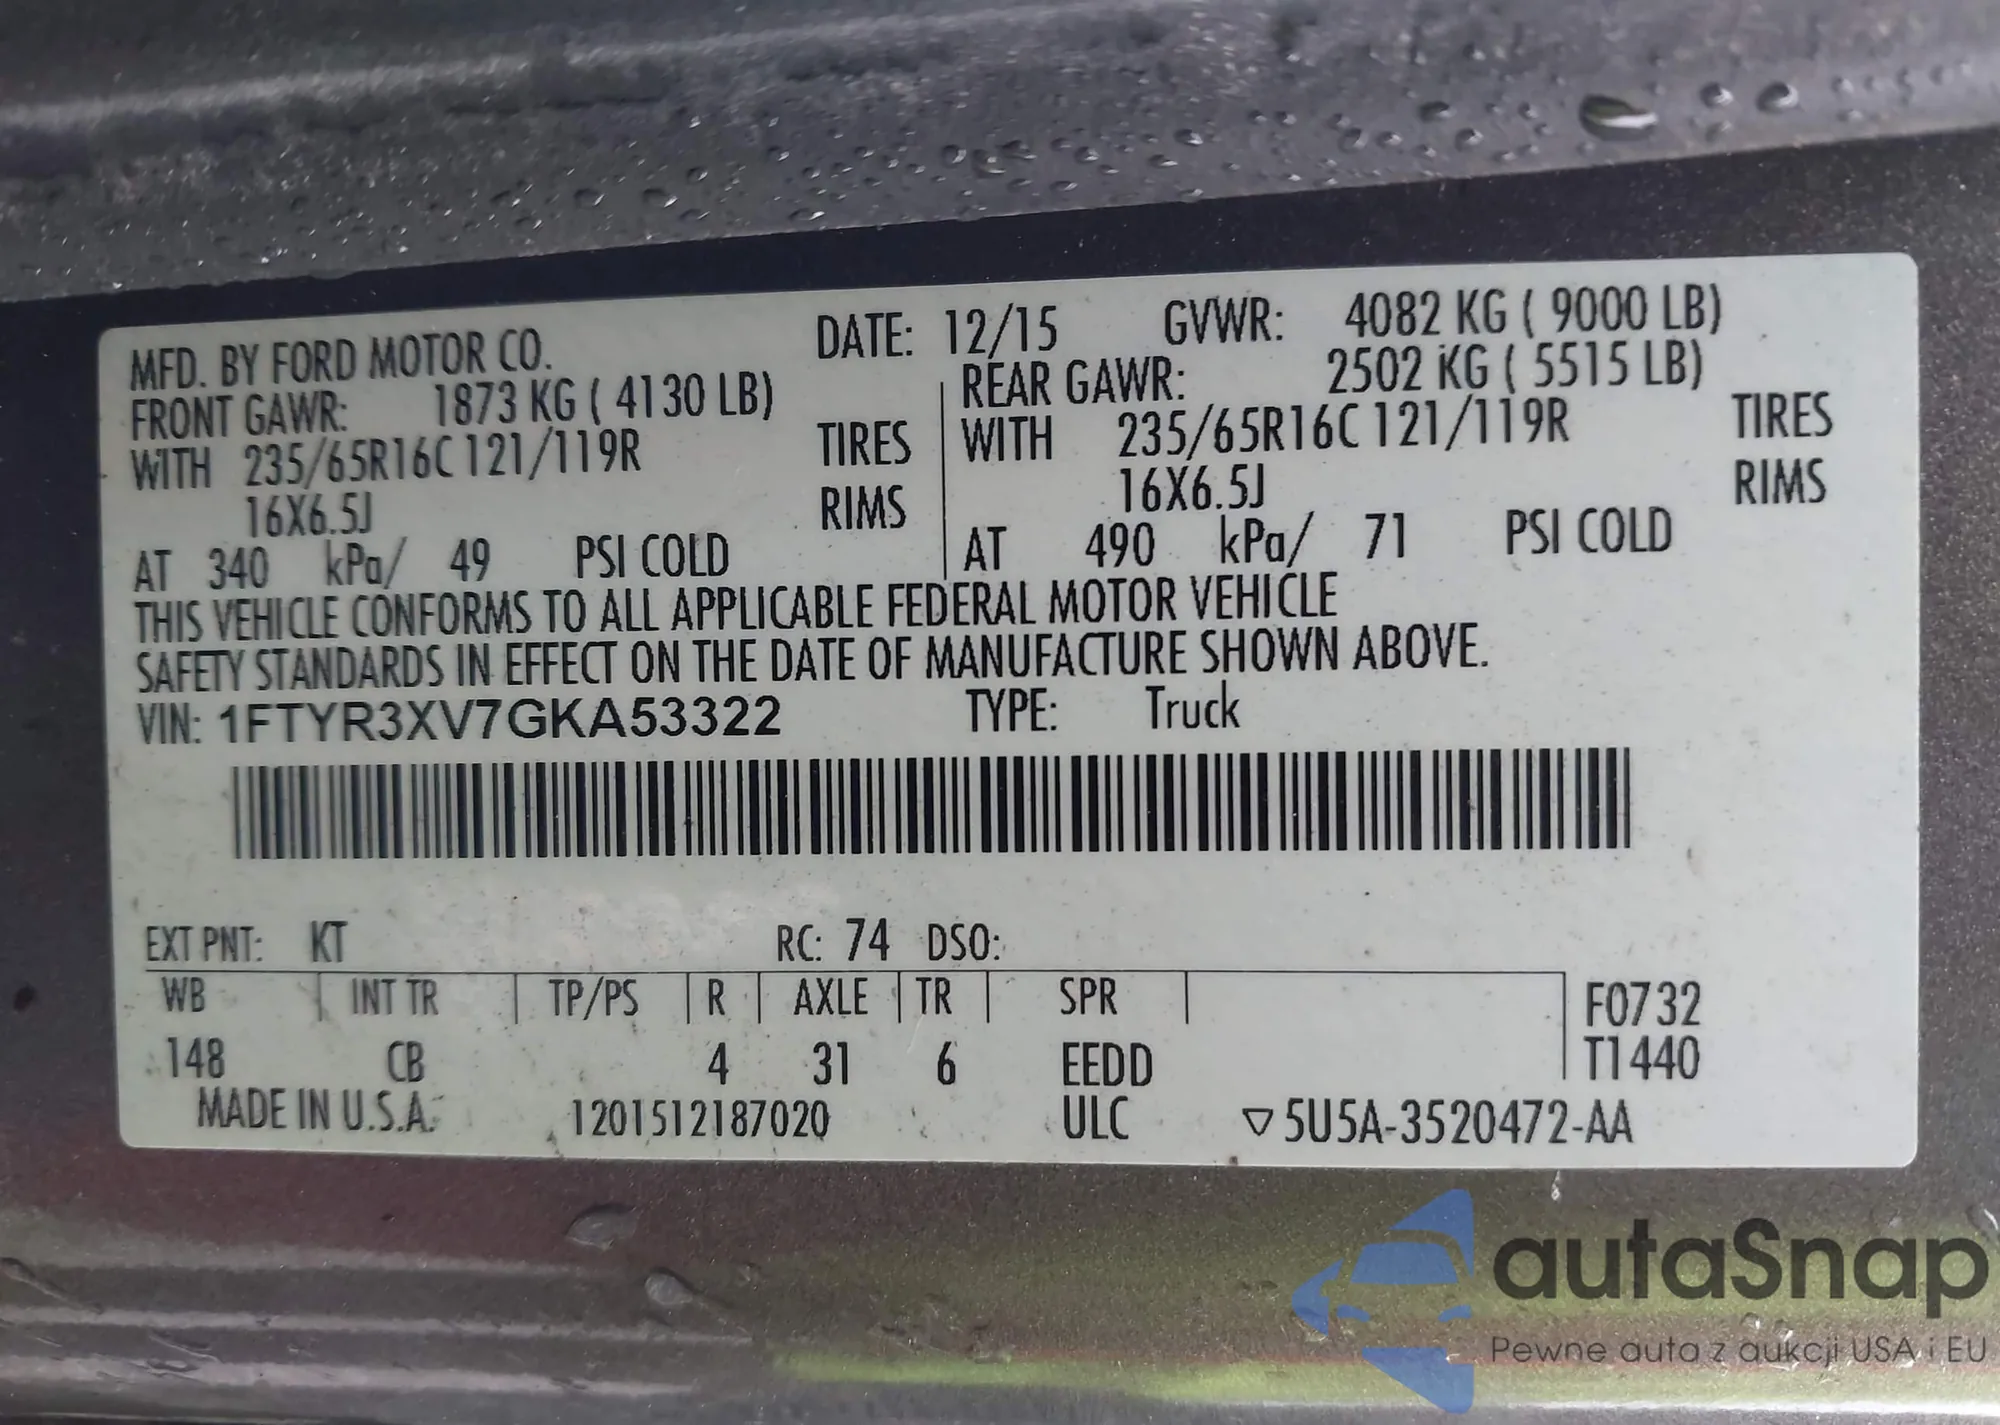 MFD. BY FORD MOTOR CO. DATE: 12/15 GVWR: 4082 KG ( 9000 LB)
FRONT GAWR: 1873 KG ( 4130 LB) REAR GAWR: 2502 KG ( 5515 LB)
WITH 235/65R16C 121/119R TIRES WITH 235/65R16C 121/119R TIRES
16X6.5J RIMS 16X6.5J RIMS
AT 340 kPa/ 49 PSI COLD AT 490 kPa/ 71 PSI COLD
THIS VEHICLE CONFORMS TO ALL APPLICABLE FEDERAL MOTOR VEHICLE
SAFETY STANDARDS IN EFFECT ON THE DATE OF MANUFACTURE SHOWN ABOVE.
VIN: 1FTYR3XV7GKA53322 TYPE: Truck
EXT PNT: KT RC: 74 DSO:
WB INT TR TP/PS R AXLE TR SPR F0732
148 CB 4 31 6 EEDD T1440
MADE IN U.S.A. 1201512187020 ULC ▽5U5A-3520472-AA
autaSnap
Pewne auta z aukcji USA i EU